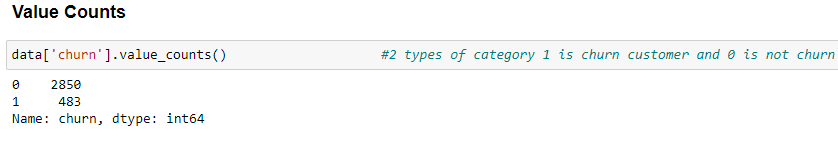 Value Counts
data['churn'].value_counts() #2 types of category 1 is churn customer and 0 is not churn
0 2850
1 483
Name: churn, dtype: int64